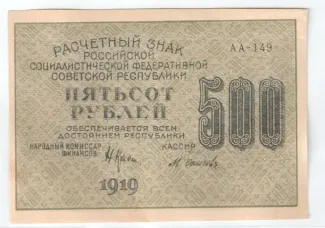 РАСЧЕТНЫЙ ЗНАК
РОССИЙСКОЙ
СОЦИАЛИСТИЧЕСКОЙ ФЕДЕРАТИВНОЙ
СОВЕТСКОЙ РЕСПУБЛИКИ
АА-149
ПЯТЬСОТ
РУБЛЕЙ
500
ОБЕСПЕЧИВАЕТСЯ ВСЕМ
ДОСТОЯНИЕМ РЕСПУБЛИКИ
НАРОДНЫЙ КОМИССАР
ФИНАНСОВ
КАССИР
1919